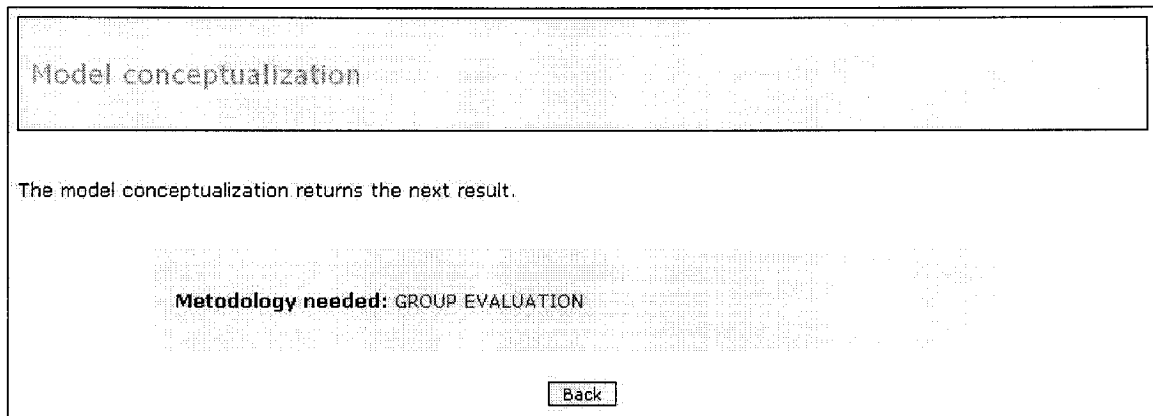 Model conceptualization
The model conceptualization returns the next result.
Metodology needed: GROUP EVALUATION
Back